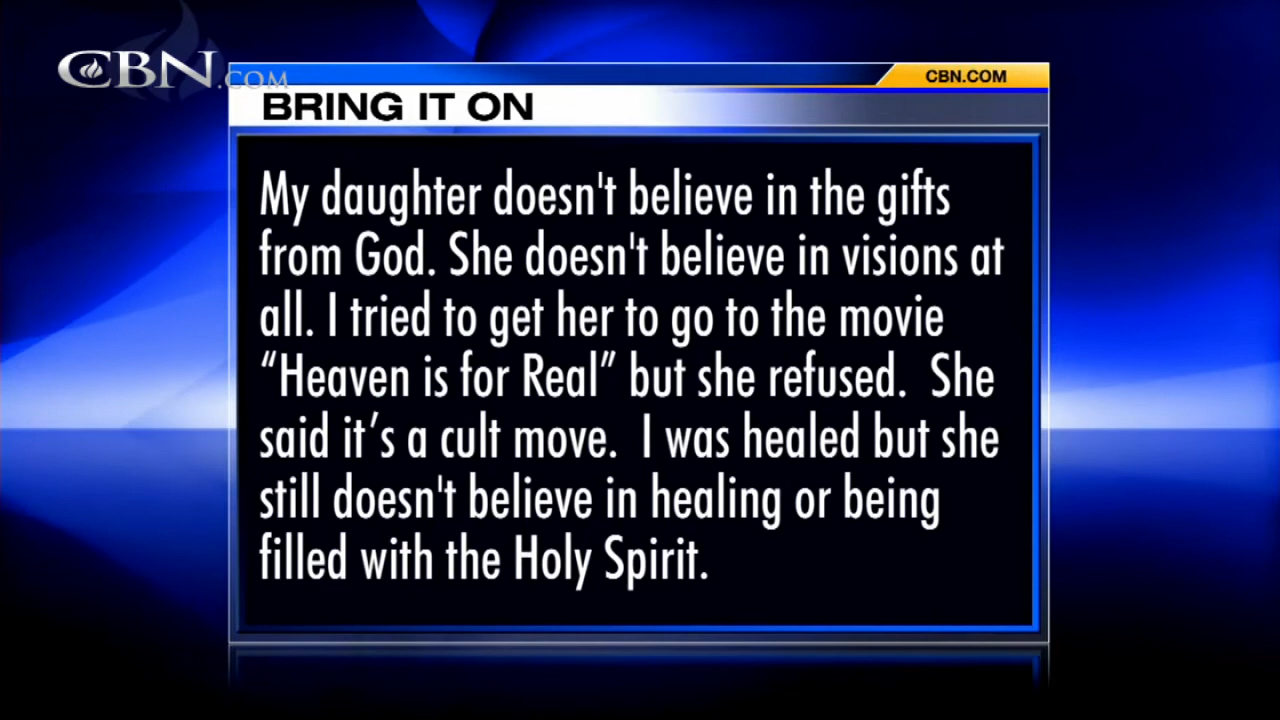 CBN.COM
CBN.COM
BRING IT ON
My daughter doesn't believe in the gifts
from God. She doesn't believe in visions at
all. I tried to get her to go to the movie
“Heaven is for Real” but she refused.  She
said it’s a cult move.  I was healed but she
still doesn't believe in healing or being
filled with the Holy Spirit.